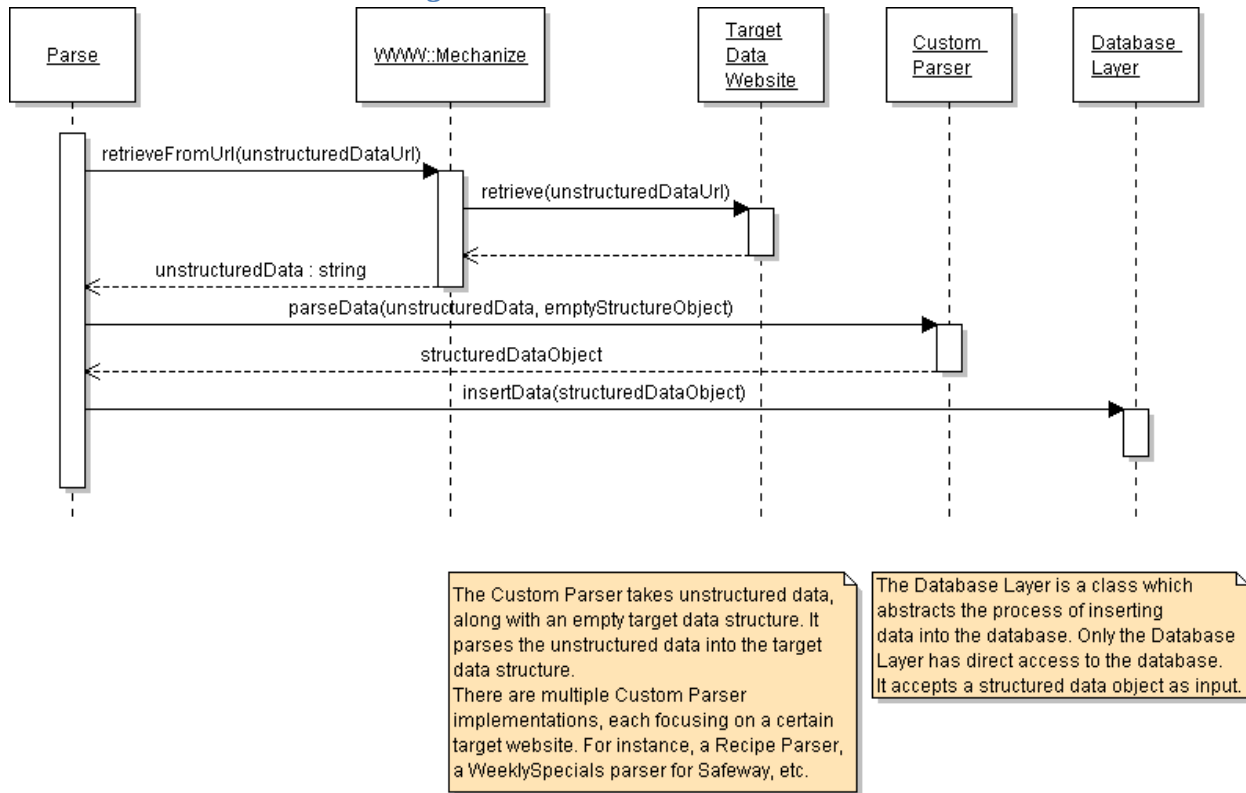 Parse
WWW::Mechanize
Target
Data
Website
Custom
Parser
Database
Layer
retrieveFromUrl(unstructuredDataUrl)
retrieve(unstructuredDataUrl)
unstructuredData : string
parseData(unstructuredData, emptyStructureObject)
structuredDataObject
insertData(structuredDataObject)
The Custom Parser takes unstructured data,
along with an empty target data structure. It
parses the unstructured data into the target
data structure.
There are multiple Custom Parser
implementations, each focusing on a certain
target website. For instance, a Recipe Parser,
a WeeklySpecials parser for Safeway, etc.
The Database Layer is a class which
abstracts the process of inserting
data into the database. Only the Database
Layer has direct access to the database.
It accepts a structured data object as input.